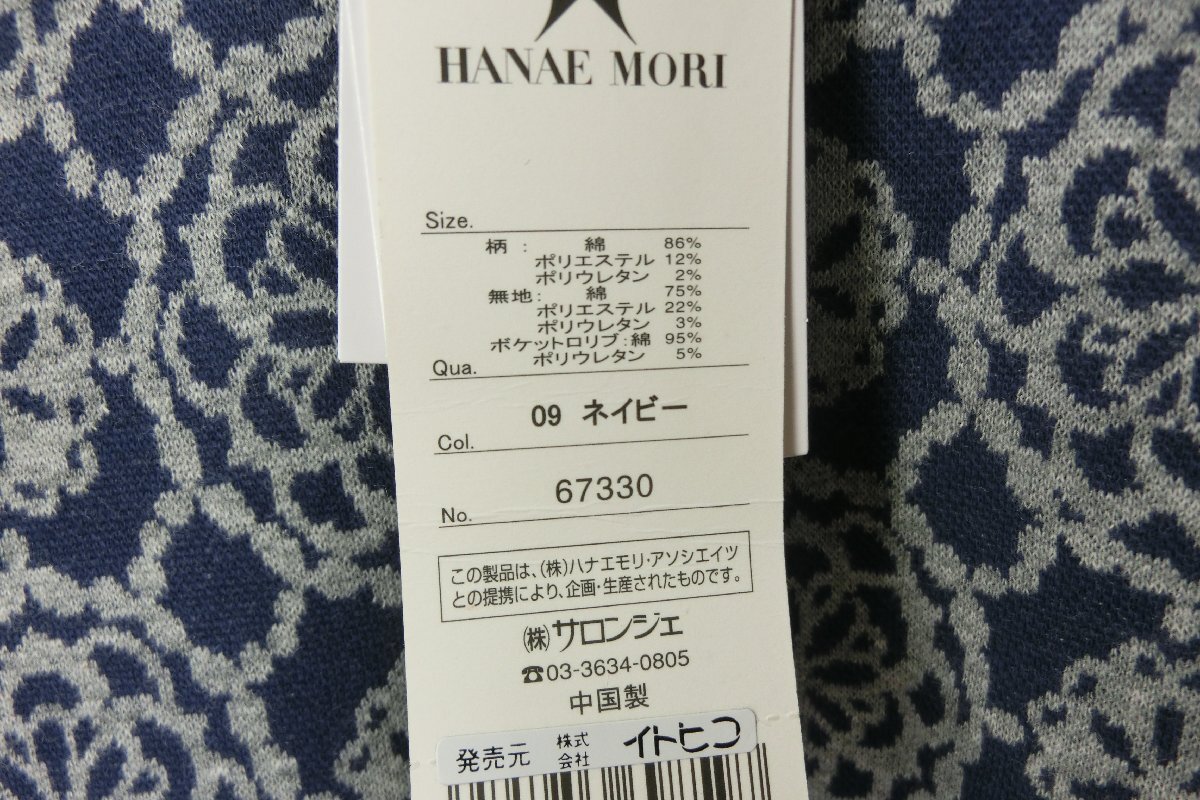 HANAE MORI
Size.
柄 : 綿 86%
ポリエステル 12%
ポリウレタン 2%
無地: 綿 75%
ポリエステル 22%
ポリウレタン 3%
ポケット口リブ:綿 95%
ポリウレタン 5%
Qua.
09 ネイビー
Col.
67330
No.
この製品は、(株)ハナエモリ・アソシエイツ
との提携により、企画・生産されたものです。
(株)サロンジェ
☎03-3634-0805
中国製
発売元 株式会社 イトヒコ